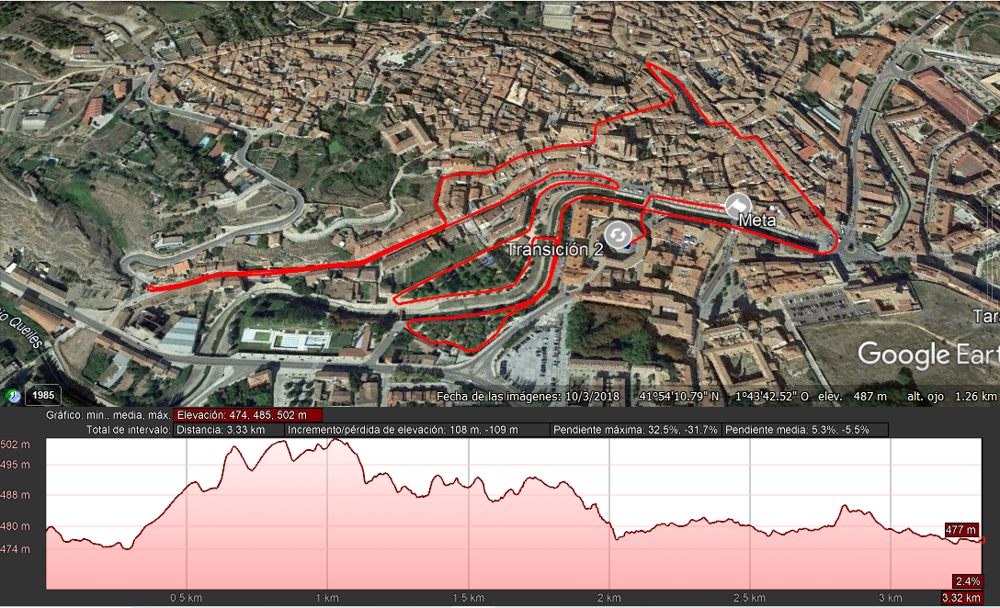 Meta
Transición 2
Río Queiles
Tar
Google Eart
1985
Fecha de las imágenes: 10/3/2018 41°54'10.79" N 1°43'42.52" O elev. 487 m alt. ojo 1.26 km
Gráfico: mín., media, máx. Elevación: 474, 485, 502 m
Total de intervalo: Distancia: 3.33 km Incremento/pérdida de elevación: 108 m, -109 m Pendiente máxima: 32.5%, -31.7% Pendiente media: 5.3%, -5.5%
502 m
495 m
488 m
480 m
477 m
474 m
2.4%
0.5 km 1 km 1.5 km 2 km 2.5 km 3 km 3.32 km